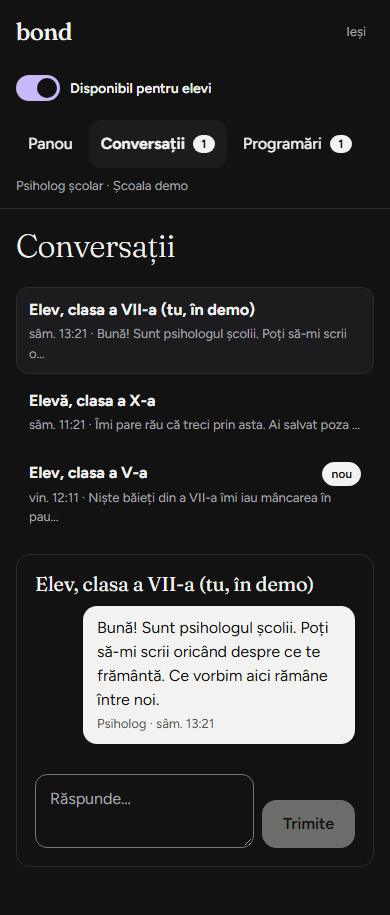 bond
Ieși
Disponibil pentru elevi
Panou
Conversații 1
Programări 1
Psiholog școlar · Școala demo
Conversații
Elev, clasa a VII-a (tu, în demo)
sâm. 13:21 · Bună! Sunt psihologul școlii. Poți să-mi scrii
o...
Elevă, clasa a X-a
sâm. 11:21 · Îmi pare rău că treci prin asta. Ai salvat poza ...
Elev, clasa a V-a
nou
vin. 12:11 · Niște băieți din a VII-a îmi iau mâncarea în
pau...
Elev, clasa a VII-a (tu, în demo)
Bună! Sunt psihologul școlii. Poți
să-mi scrii oricând despre ce te
frământă. Ce vorbim aici rămâne
între noi.
Psiholog · sâm. 13:21
Răspunde...
Trimite